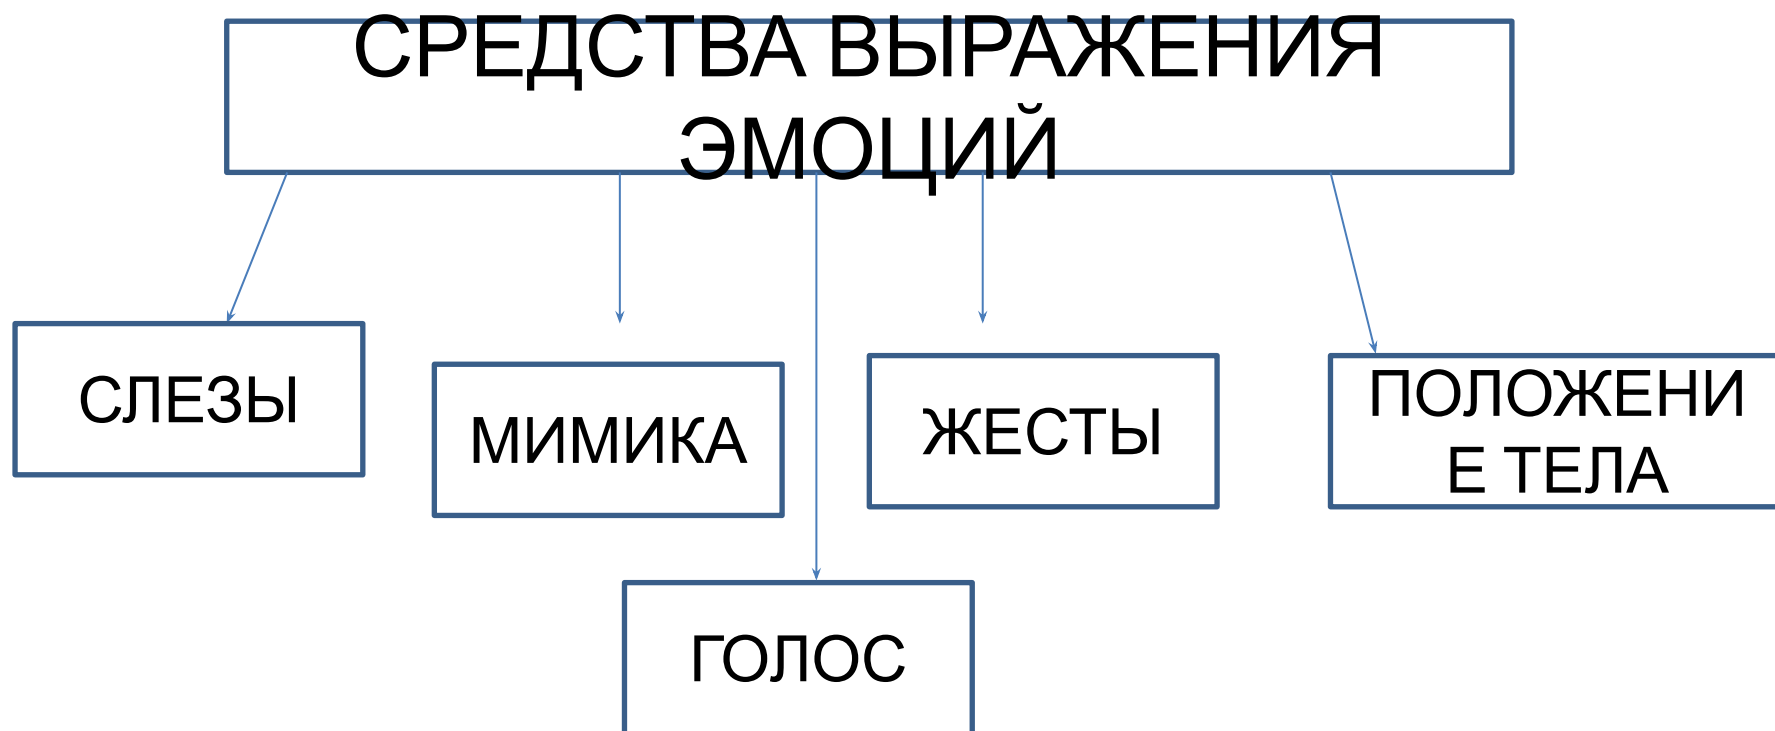 СРЕДСТВА ВЫРАЖЕНИЯ
ЭМОЦИЙ
СЛЕЗЫ
МИМИКА
ЖЕСТЫ
ПОЛОЖЕНИ
Е ТЕЛА
ГОЛОС